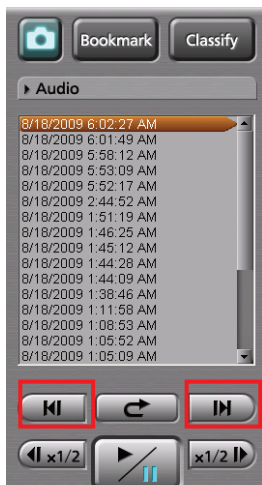 Bookmark Classify
Audio
8/18/2009 6:02:27 AM
8/18/2009 6:01:49 AM
8/18/2009 5:58:12 AM
8/18/2009 5:53:09 AM
8/18/2009 5:52:17 AM
8/18/2009 2:44:52 AM
8/18/2009 1:51:19 AM
8/18/2009 1:46:25 AM
8/18/2009 1:45:12 AM
8/18/2009 1:44:28 AM
8/18/2009 1:44:09 AM
8/18/2009 1:38:46 AM
8/18/2009 1:11:58 AM
8/18/2009 1:08:53 AM
8/18/2009 1:05:52 AM
8/18/2009 1:05:09 AM
x1/2 x1/2